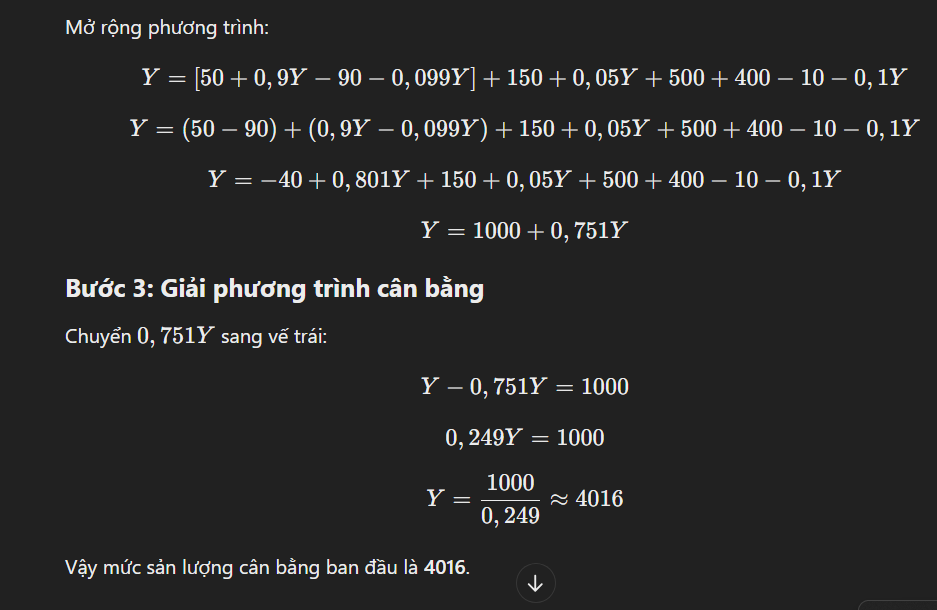 Mở rộng phương trình:
Y = [50 + 0,9Y − 90 − 0,099Y] + 150 + 0,05Y + 500 + 400 − 10 − 0,1Y
Y = (50 − 90) + (0,9Y − 0,099Y) + 150 + 0,05Y + 500 + 400 − 10 − 0,1Y
Y = −40 + 0,801Y + 150 + 0,05Y + 500 + 400 − 10 − 0,1Y
Y = 1000 + 0,751Y
Bước 3: Giải phương trình cân bằng
Chuyển 0,751Y sang vế trái:
Y − 0,751Y = 1000
0,249Y = 1000
Y = 1000/0,249 ≈ 4016
Vậy mức sản lượng cân bằng ban đầu là 4016.